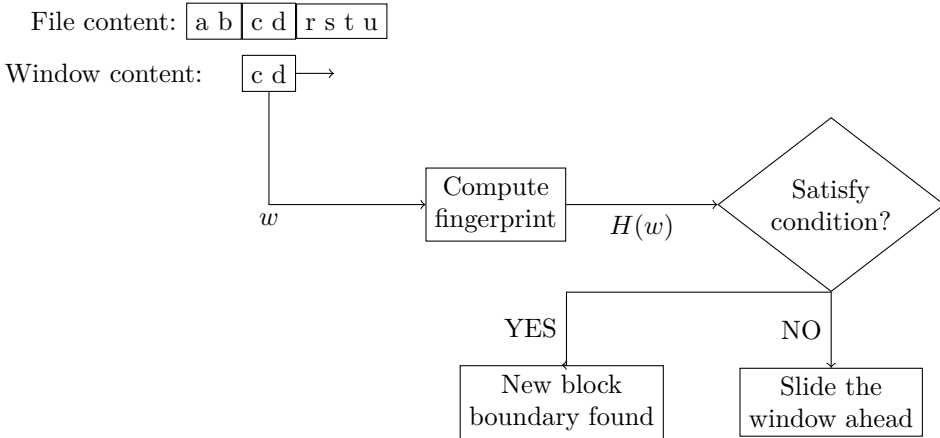 File content: a b c d r s t u
Window content: c d
Compute
fingerprint
Satisfy
condition?
w
H(w)
YES
NO
New block
boundary found
Slide the
window ahead